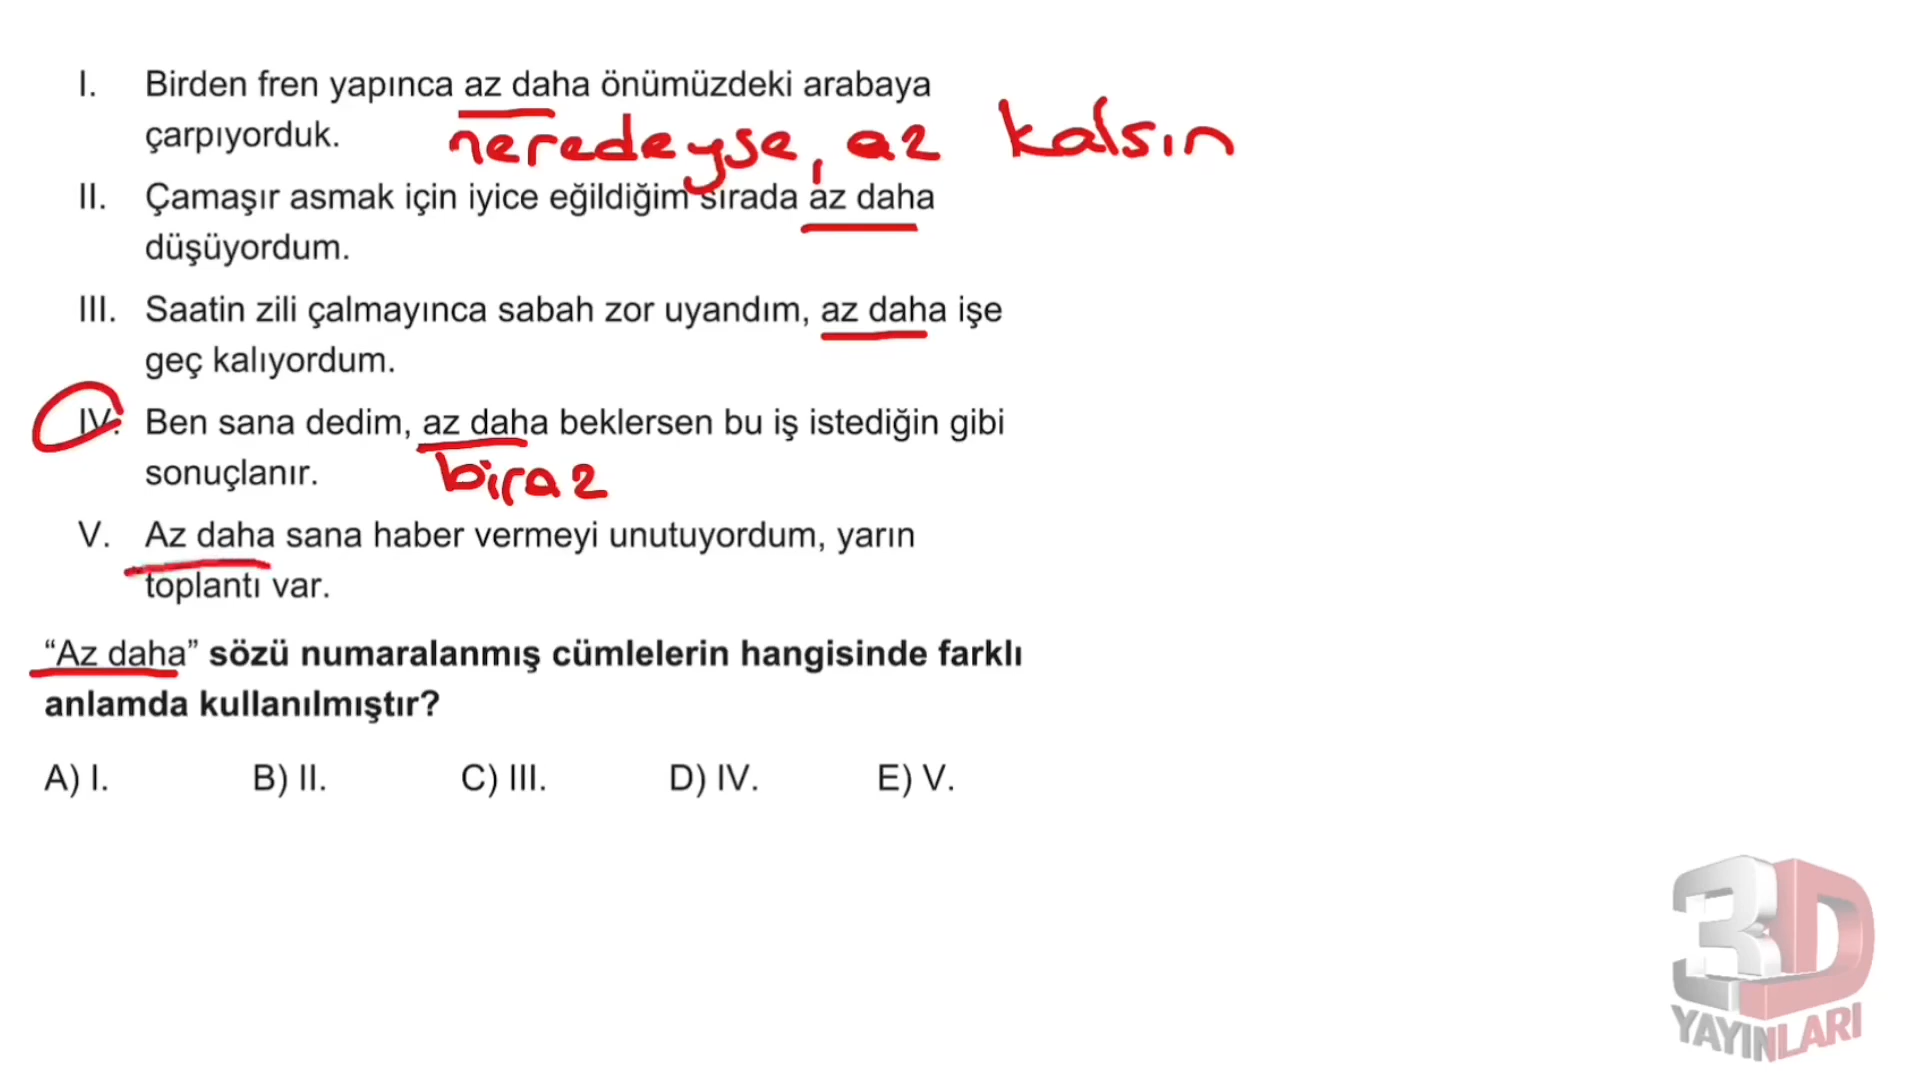 I. Birden fren yapınca az daha önümüzdeki arabaya
çarpıyorduk.
neredeyse, az kalsın
II. Çamaşır asmak için iyice eğildiğim sırada az daha
düşüyordum.
III. Saatin zili çalmayınca sabah zor uyandım, az daha işe
geç kalıyordum.
IV. Ben sana dedim, az daha beklersen bu iş istediğin gibi
sonuçlanır.
biraz
V. Az daha sana haber vermeyi unutuyordum, yarın
toplantı var.
“Az daha” sözü numaralanmış cümlelerin hangisinde farklı
anlamda kullanılmıştır?
A) I. B) II. C) III. D) IV. E) V.
3D
YAYINLARI